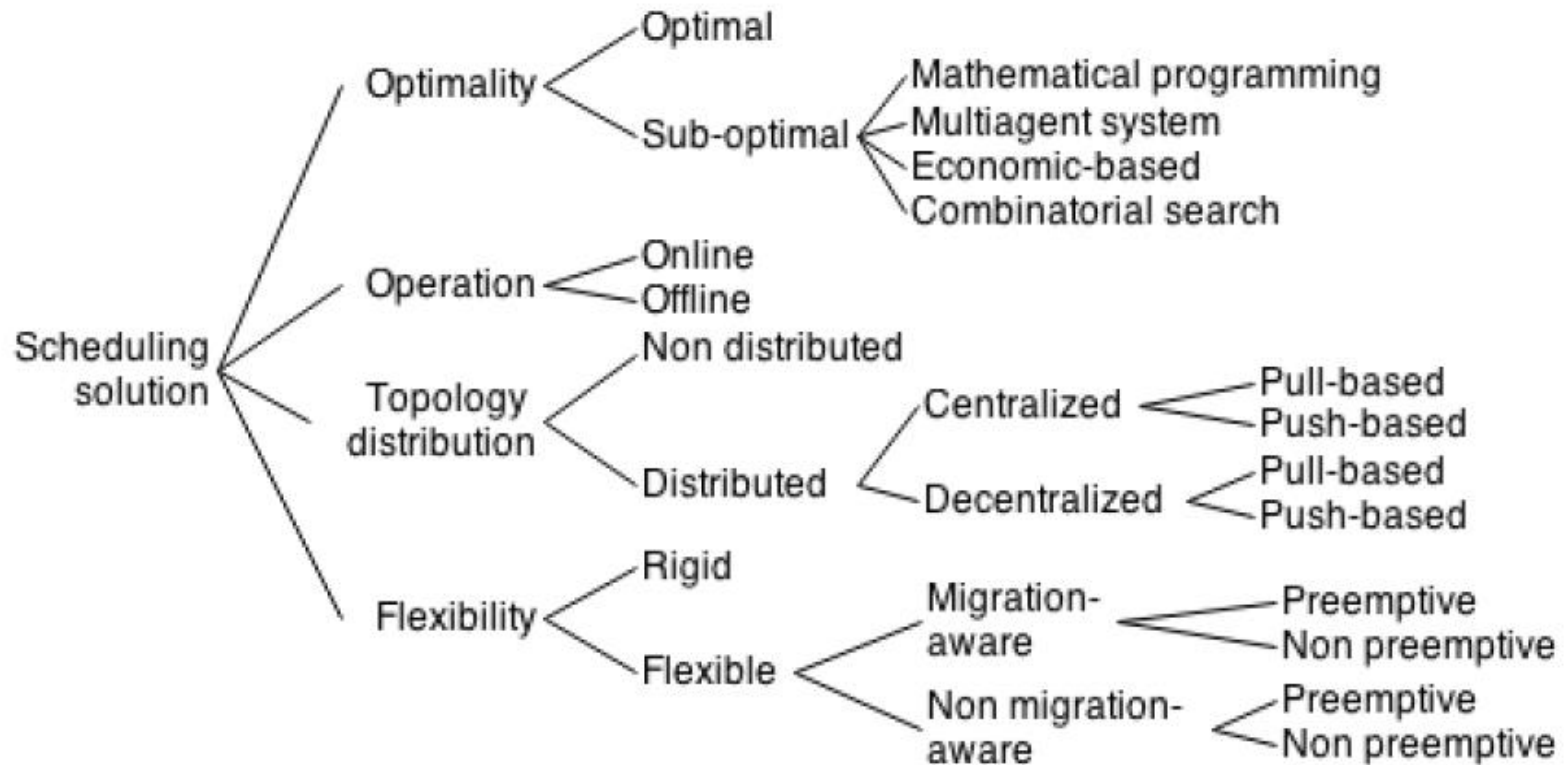 Optimal
Optimality
Mathematical programming
Sub-optimal
Multiagent system
Economic-based
Combinatorial search
Online
Operation
Offline
Scheduling
solution
Non distributed
Topology
distribution
Centralized
Pull-based
Push-based
Distributed
Decentralized
Pull-based
Push-based
Rigid
Flexibility
Migration-
aware
Preemptive
Non preemptive
Flexible
Non migration-
aware
Preemptive
Non preemptive